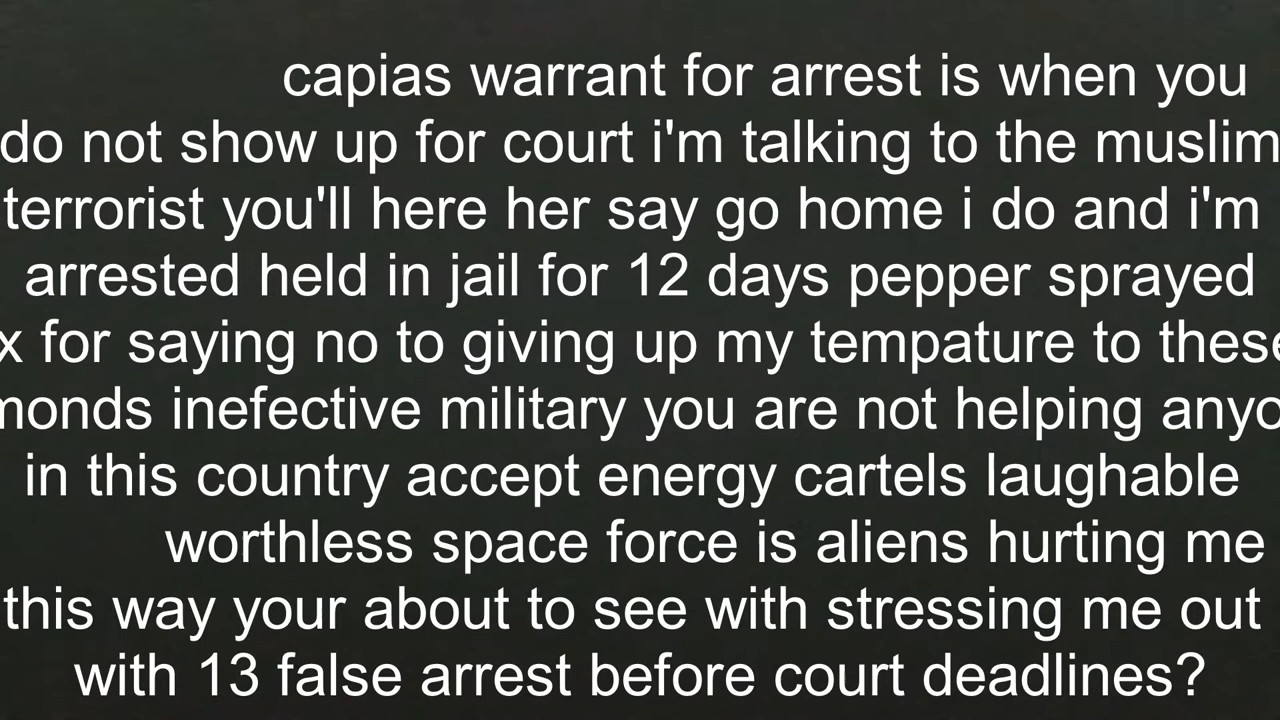 capias warrant for arrest is when you
do not show up for court i'm talking to the muslim
terrorist you'll here her say go home i do and i'm
arrested held in jail for 12 days pepper sprayed
x for saying no to giving up my tempature to these
monds inefective military you are not helping anyo
in this country accept energy cartels laughable
worthless space force is aliens hurting me
this way your about to see with stressing me out
with 13 false arrest before court deadlines?